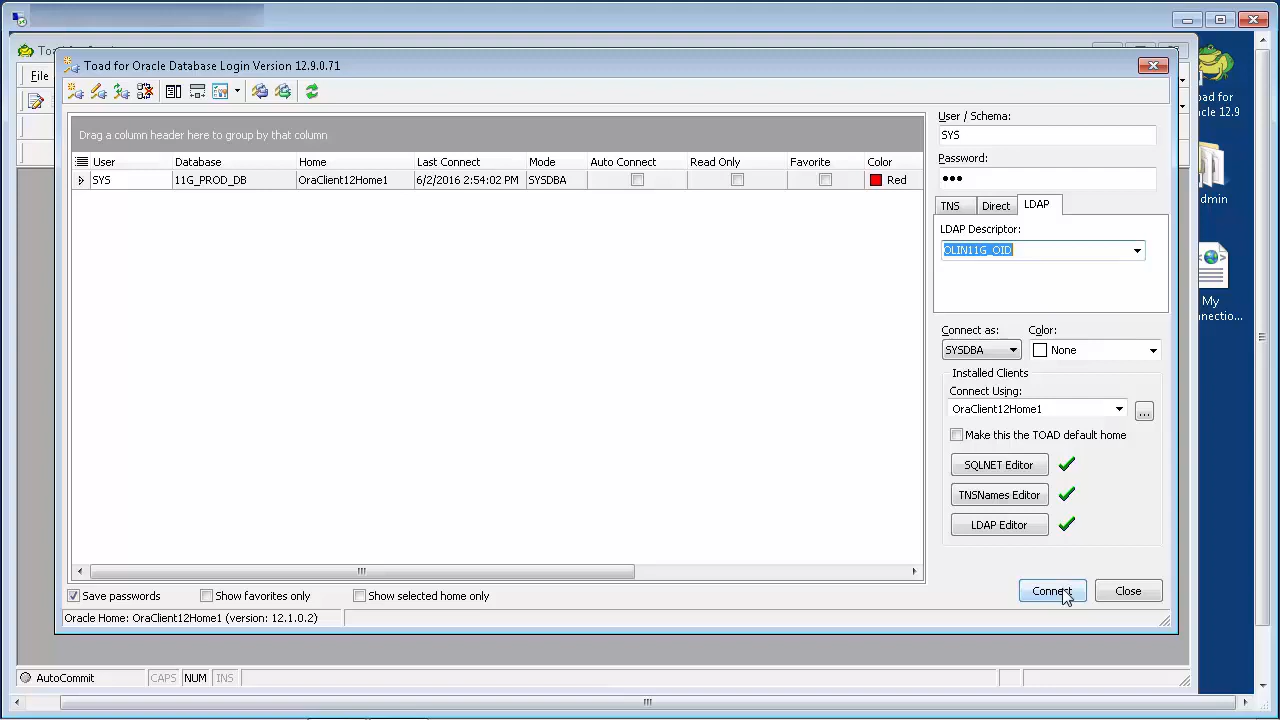 Toad for Oracle Database Login Version 12.9.0.71
File
Drag a column header here to group by that column
User Database Home Last Connect Mode Auto Connect Read Only Favorite Color
SYS 11G_PROD_DB OraClient12Home1 6/2/2016 2:54:02 PM SYSDBA Red
User / Schema:
SYS
Password:
TNS Direct LDAP
LDAP Descriptor:
OLIN11G_OID
Connect as: Color:
SYSDBA None
Installed Clients
Connect Using:
OraClient12Home1
...
Make this the TOAD default home
SQLNET Editor
TNSNames Editor
LDAP Editor
Connect Close
Save passwords Show favorites only Show selected home only
Oracle Home: OraClient12Home1 (version: 12.1.0.2)
AutoCommit CAPS NUM INS
oad for
cle 12.9
dmin
My
nnectio...